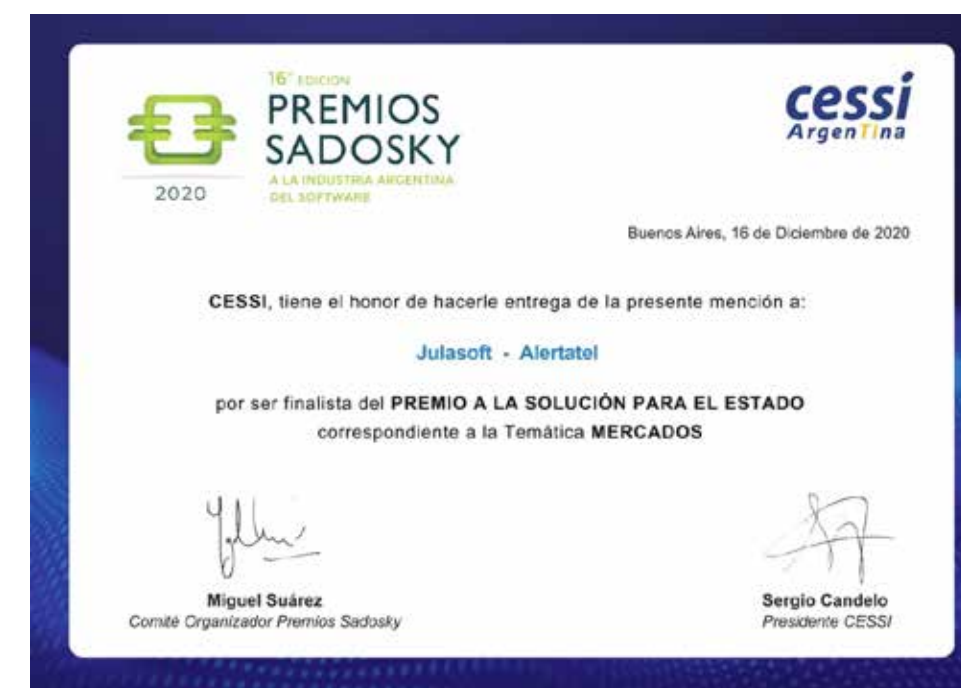 16° EDICION
PREMIOS
SADOSKY
A LA INDUSTRIA ARGENTINA
DEL SOFTWARE
2020
cessi
ArgenTIna
Buenos Aires, 16 de Diciembre de 2020
CESSI, tiene el honor de hacerle entrega de la presente mención a:
Julasoft - Alertatel
por ser finalista del PREMIO A LA SOLUCIÓN PARA EL ESTADO
correspondiente a la Temática MERCADOS
Miguel Suárez
Comité Organizador Premios Sadosky
Sergio Candelo
Presidente CESSI